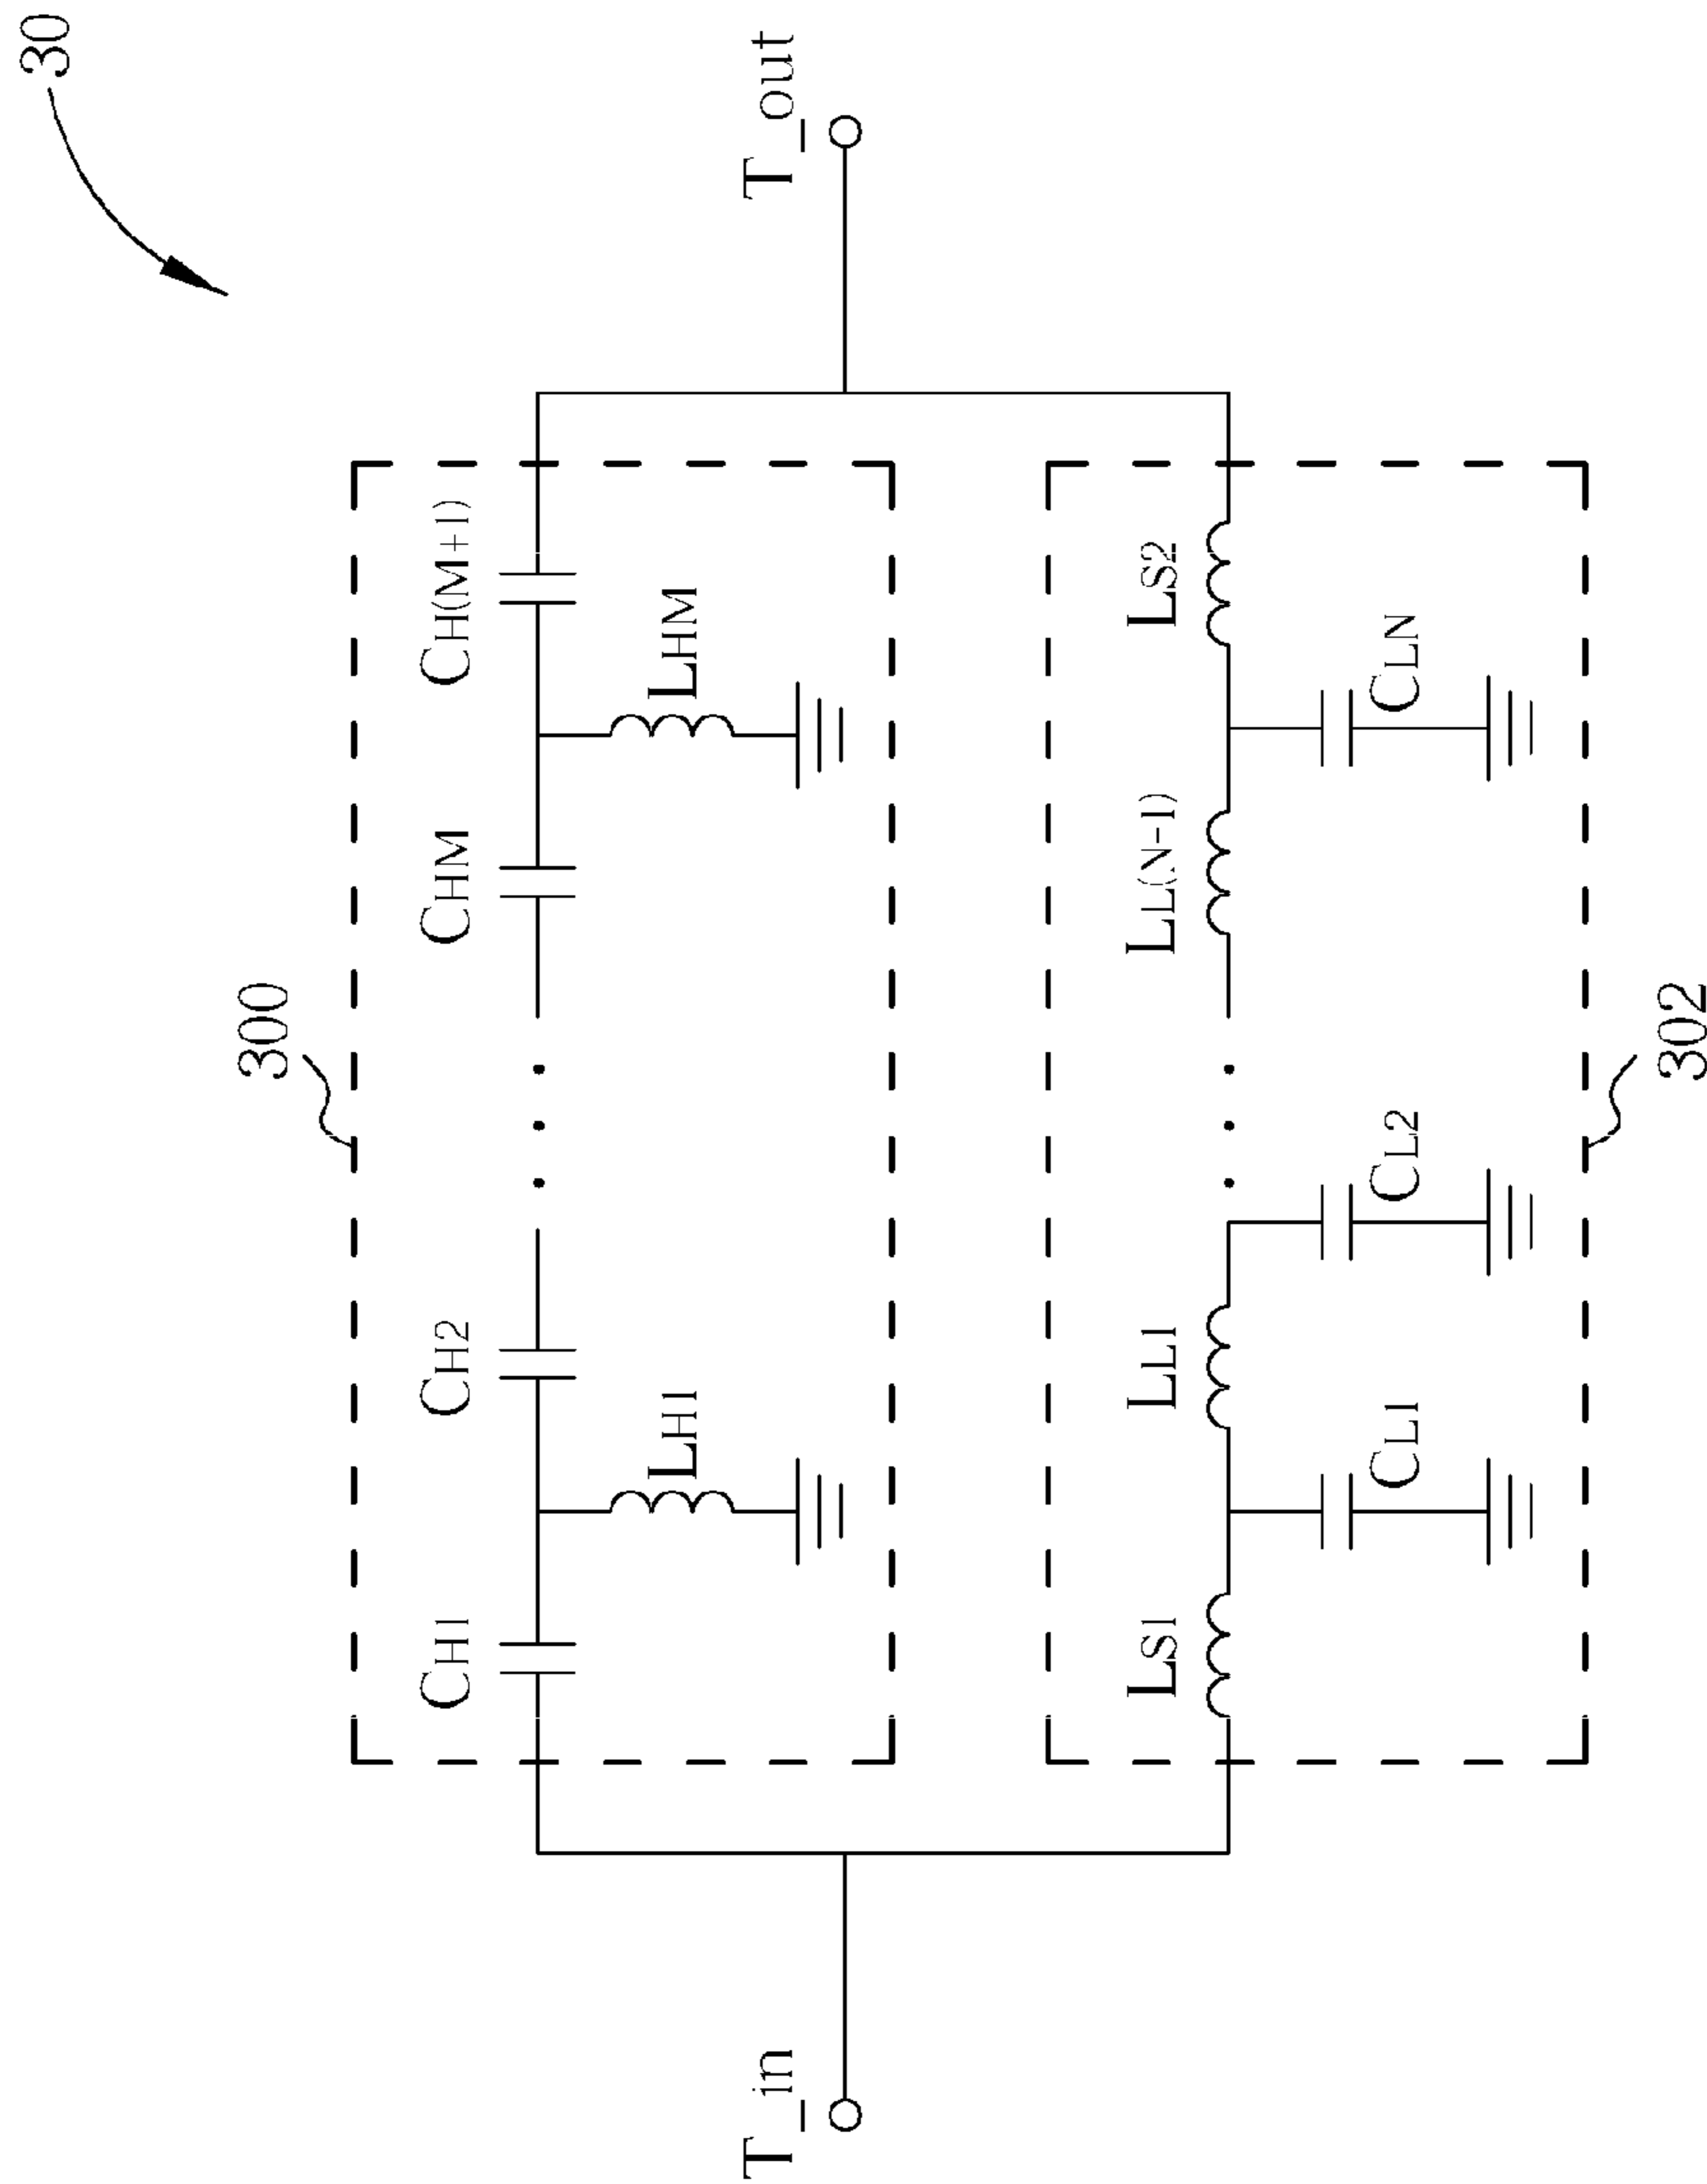 30
300
CH1
CH2
CHM
CH(M+1)
LH1
LHM
T_in
T_out
LS1
LL1
LL(N-1)
LS2
CL1
CL2
CLN
302